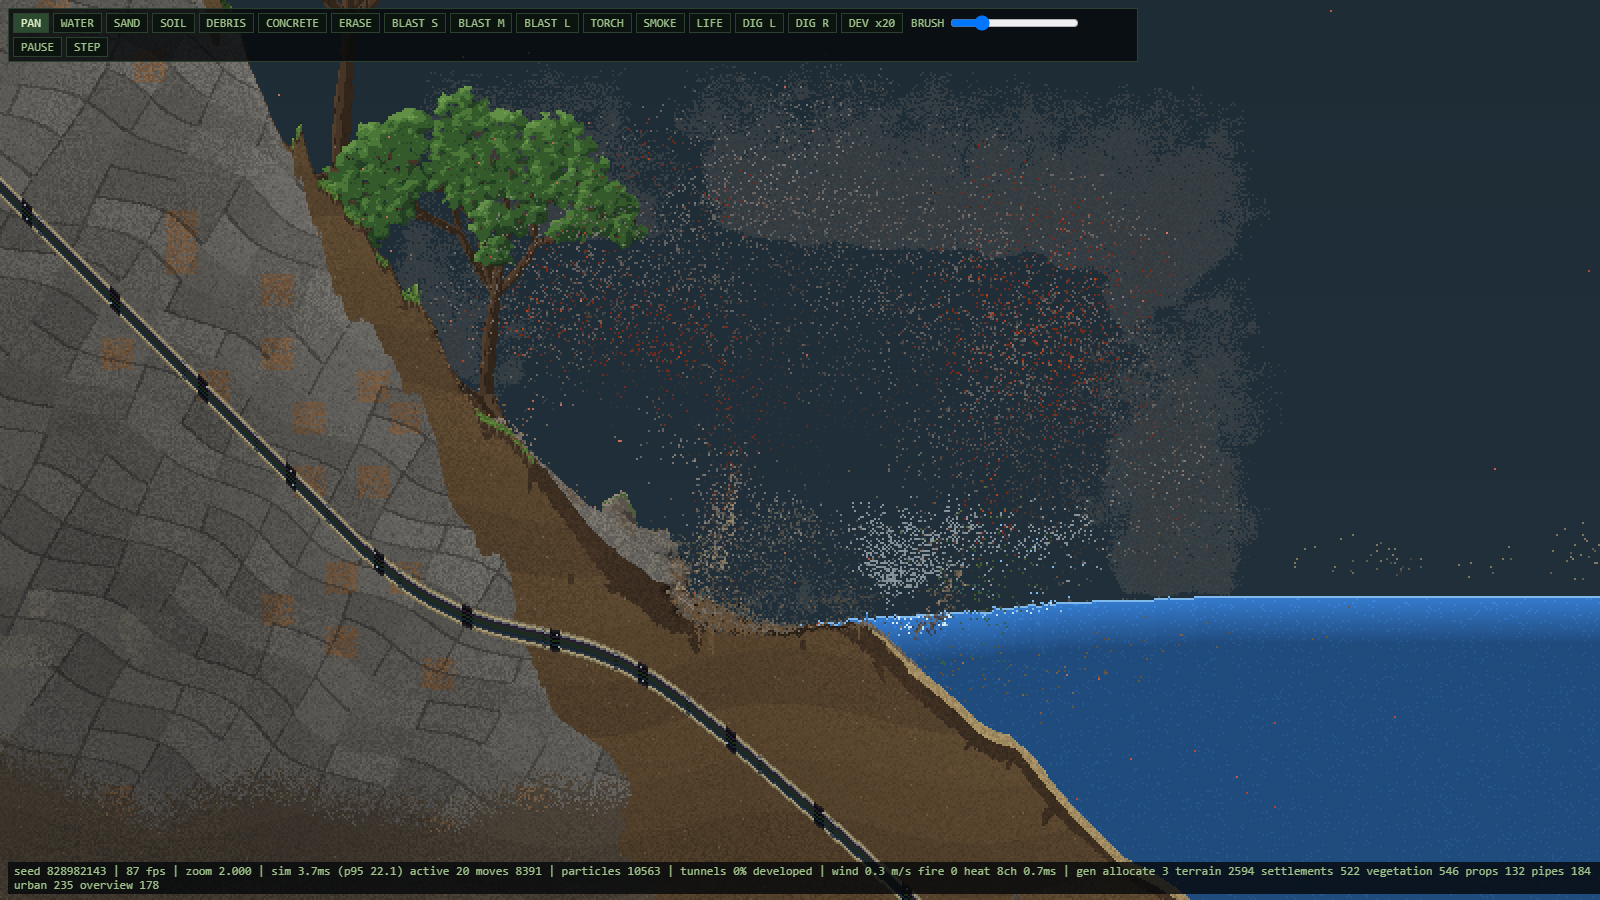 PAN WATER SAND SOIL DEBRIS CONCRETE ERASE BLAST S BLAST M BLAST L TORCH SMOKE LIFE DIG L DIG R DEV x20 BRUSH
PAUSE STEP
seed 828982143 | 87 fps | zoom 2.000 | sim 3.7ms (p95 22.1) active 20 moves 8391 | particles 10563 | tunnels 0% developed | wind 0.3 m/s fire 0 heat 8ch 0.7ms | gen allocate 3 terrain 2594 settlements 522 vegetation 546 props 132 pipes 184
urban 235 overview 178